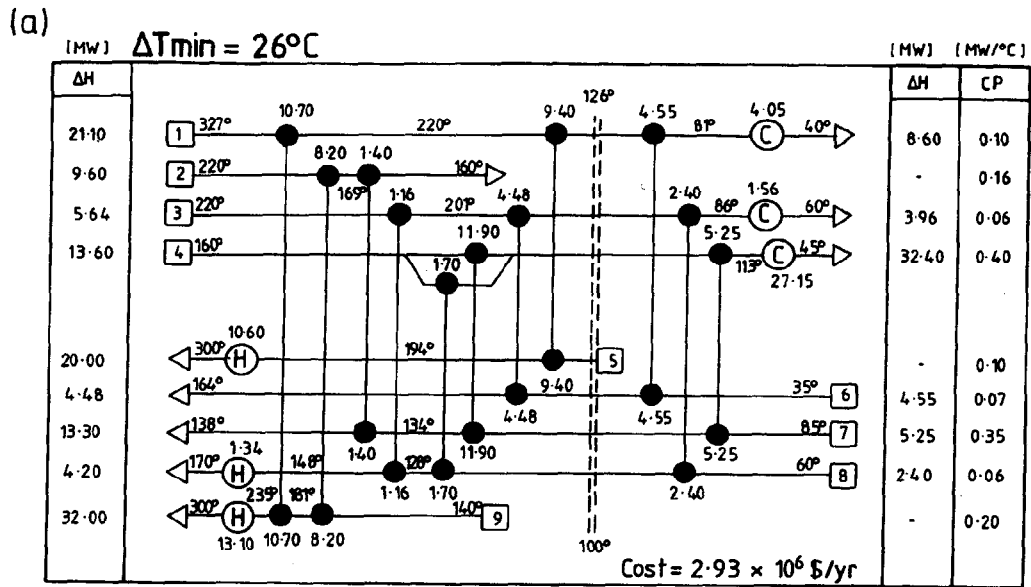 (a)
[MW] ΔTmin = 26°C [MW] [MW/°C]
ΔH ΔH CP
10.70 9.40 126° 4.55 4.05
21.10 1 327° 220° 81° C 40° 8.60 0.10
8.20 1.40
9.60 2 220° 169° 160° - 0.16
1.16 4.48 2.40 1.56
5.64 3 220° 201° 86° C 60° 3.96 0.06
11.90 5.25
13.60 4 160° 113° C 45° 32.40 0.40
1.70 27.15
10.60
20.00 300° H 194° 5 - 0.10
9.40
4.48 164° 35° 6 4.55 0.07
4.48 4.55
13.30 138° 134° 85° 7 5.25 0.35
1.34 1.40 11.90 5.25
4.20 170° H 148° 128° 60° 8 2.40 0.06
1.16 1.70 2.40
32.00 300° H 235° 181° 140° 9 - 0.20
13.10 10.70 8.20 100°
Cost = 2.93 × 10⁶ $/yr